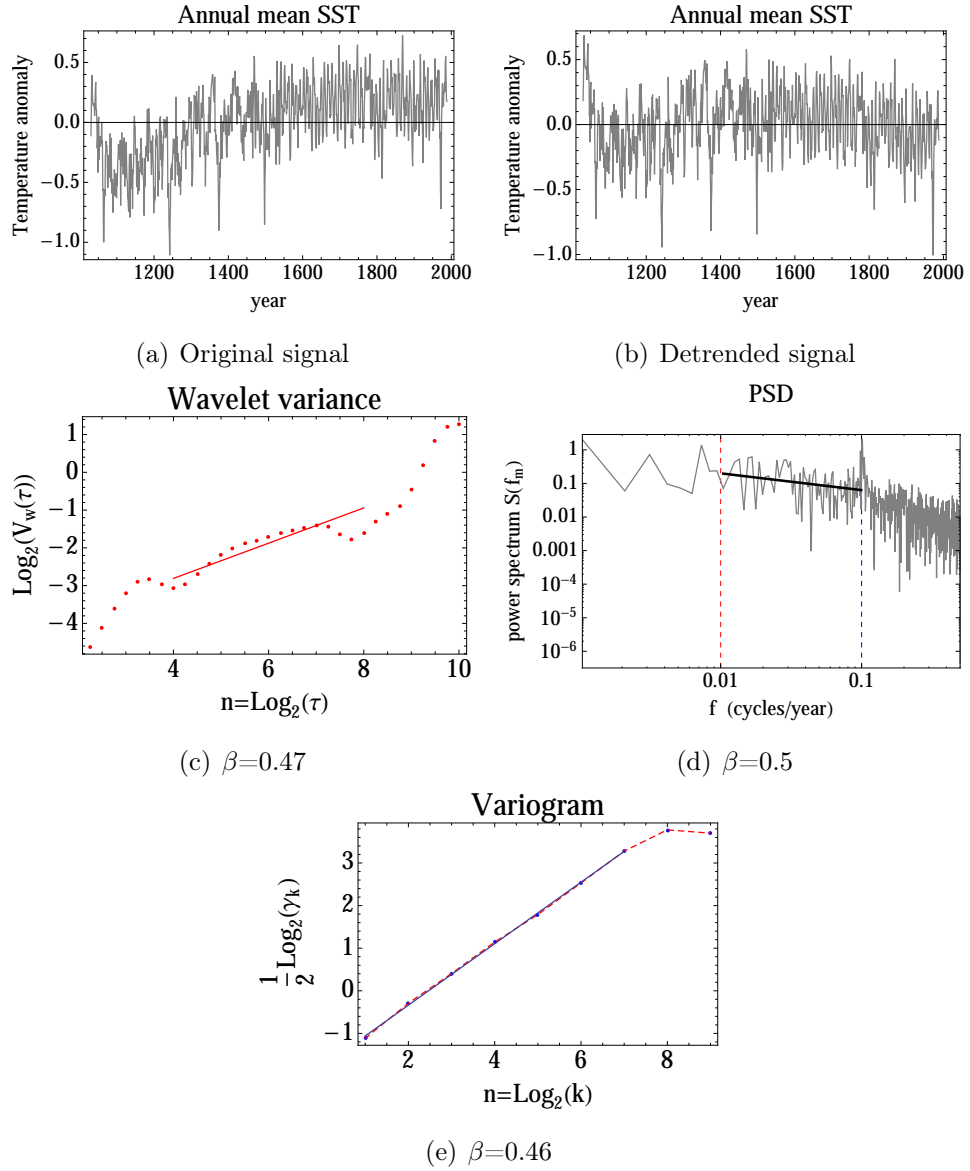 Annual mean SST
Temperature anomaly
0.5
0.0
−0.5
−1.0
1200 1400 1600 1800 2000
year
(a) Original signal
Annual mean SST
Temperature anomaly
0.5
0.0
−0.5
−1.0
1200 1400 1600 1800 2000
year
(b) Detrended signal
Wavelet variance
Log₂(V_w(τ))
1
0
−1
−2
−3
−4
4 6 8 10
n=Log₂(τ)
(c) β=0.47
PSD
power spectrum S(f_m)
1
0.1
0.01
0.001
10⁻⁴
10⁻⁵
10⁻⁶
0.01 0.1
f (cycles/year)
(d) β=0.5
Variogram
1/2 Log₂(γ_k)
3
2
1
0
−1
2 4 6 8
n=Log₂(k)
(e) β=0.46